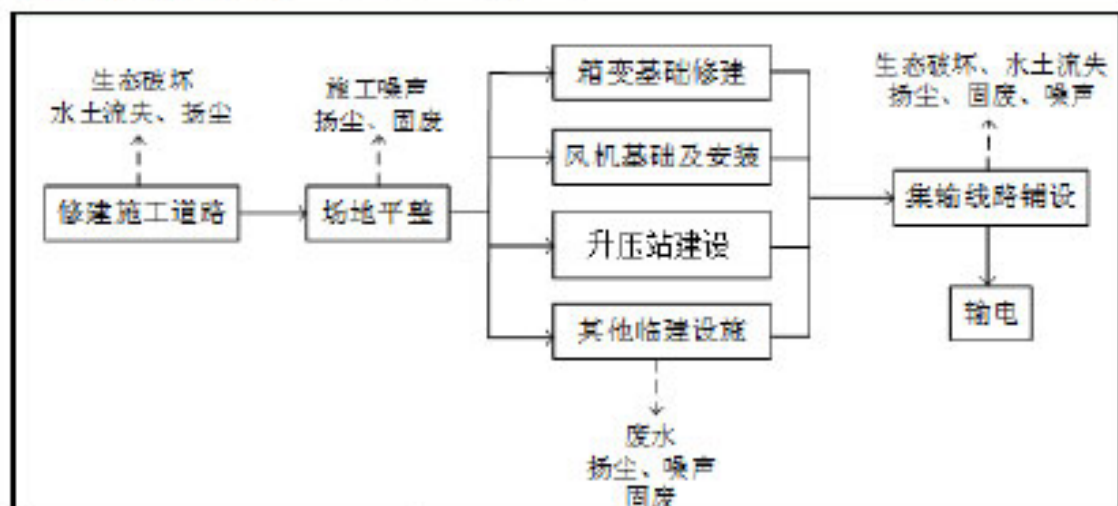 生态破坏
水土流失、扬尘
修建施工道路
施工噪声
扬尘、固废
场地平整
箱变基础修建
风机基础及安装
升压站建设
其他临建设施
废水
扬尘、噪声
固废
生态破坏、水土流失
扬尘、固废、噪声
集输线路铺设
输电